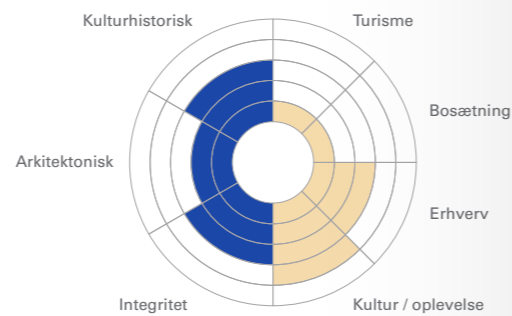 Kulturhistorisk
Turisme
Bosætning
Arkitektonisk
Erhverv
Integritet
Kultur / oplevelse